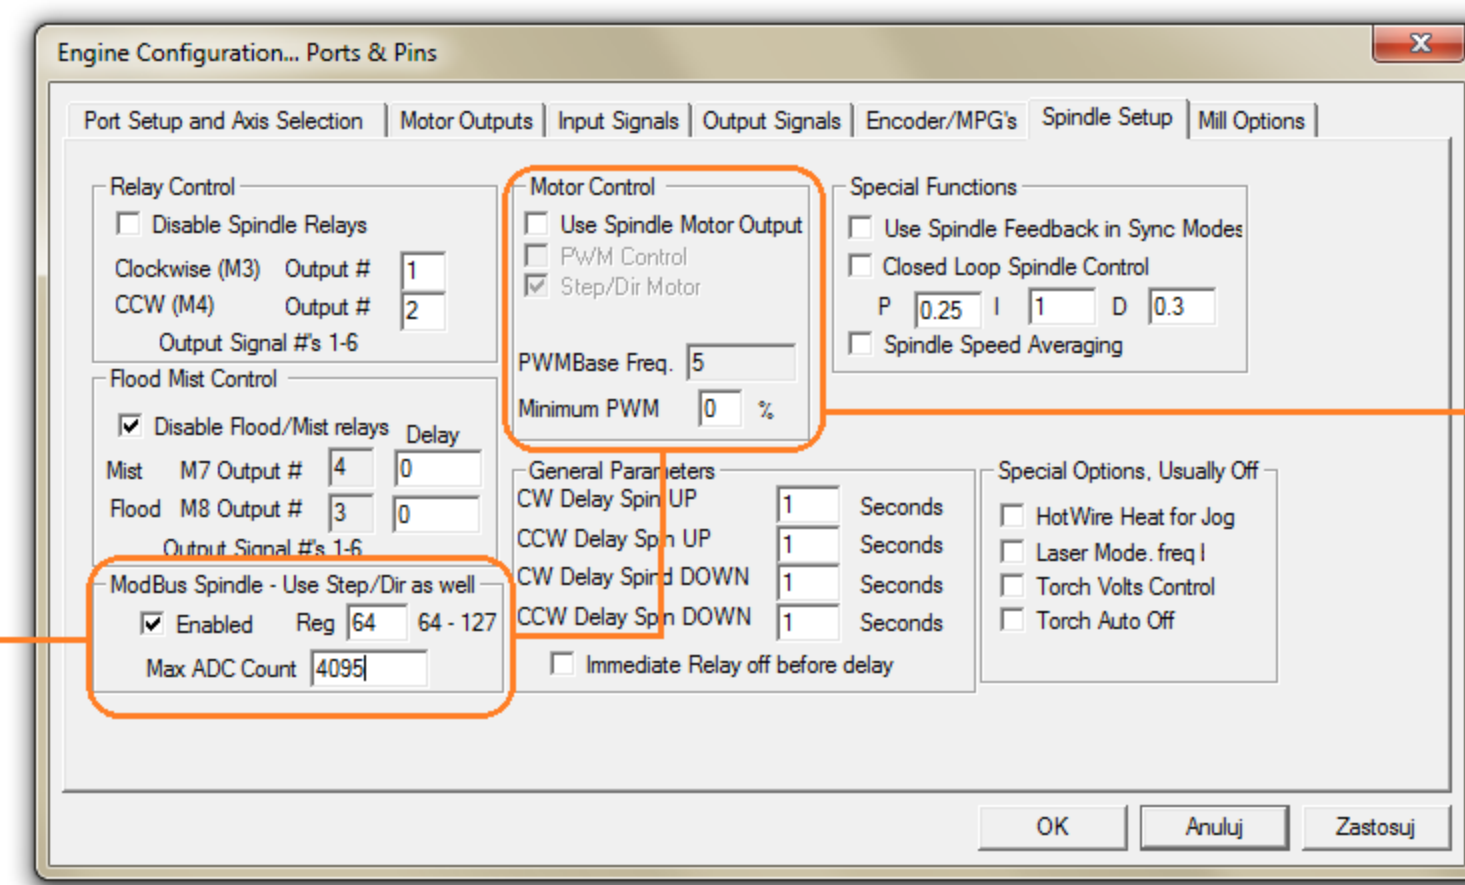 Engine Configuration... Ports & Pins
Port Setup and Axis Selection
Motor Outputs
Input Signals
Output Signals
Encoder/MPG's
Spindle Setup
Mill Options
Relay Control
Disable Spindle Relays
Clockwise (M3) Output # 1
CCW (M4) Output # 2
Output Signal #'s 1-6
Flood Mist Control
Disable Flood/Mist relays Delay
Mist M7 Output # 4 0
Flood M8 Output # 3 0
Output Signal #'s 1-6
ModBus Spindle - Use Step/Dir as well
Enabled Reg 64 64 - 127
Max ADC Count 4095
Motor Control
Use Spindle Motor Output
PWM Control
Step/Dir Motor
PWMBase Freq. 5
Minimum PWM 0 %
General Parameters
CW Delay Spin UP 1 Seconds
CCW Delay Spin UP 1 Seconds
CW Delay Spind DOWN 1 Seconds
CCW Delay Spin DOWN 1 Seconds
Immediate Relay off before delay
Special Functions
Use Spindle Feedback in Sync Modes
Closed Loop Spindle Control
P 0.25 I 1 D 0.3
Spindle Speed Averaging
Special Options, Usually Off
HotWire Heat for Jog
Laser Mode. freq
Torch Volts Control
Torch Auto Off
OK
Anuluj
Zastosuj